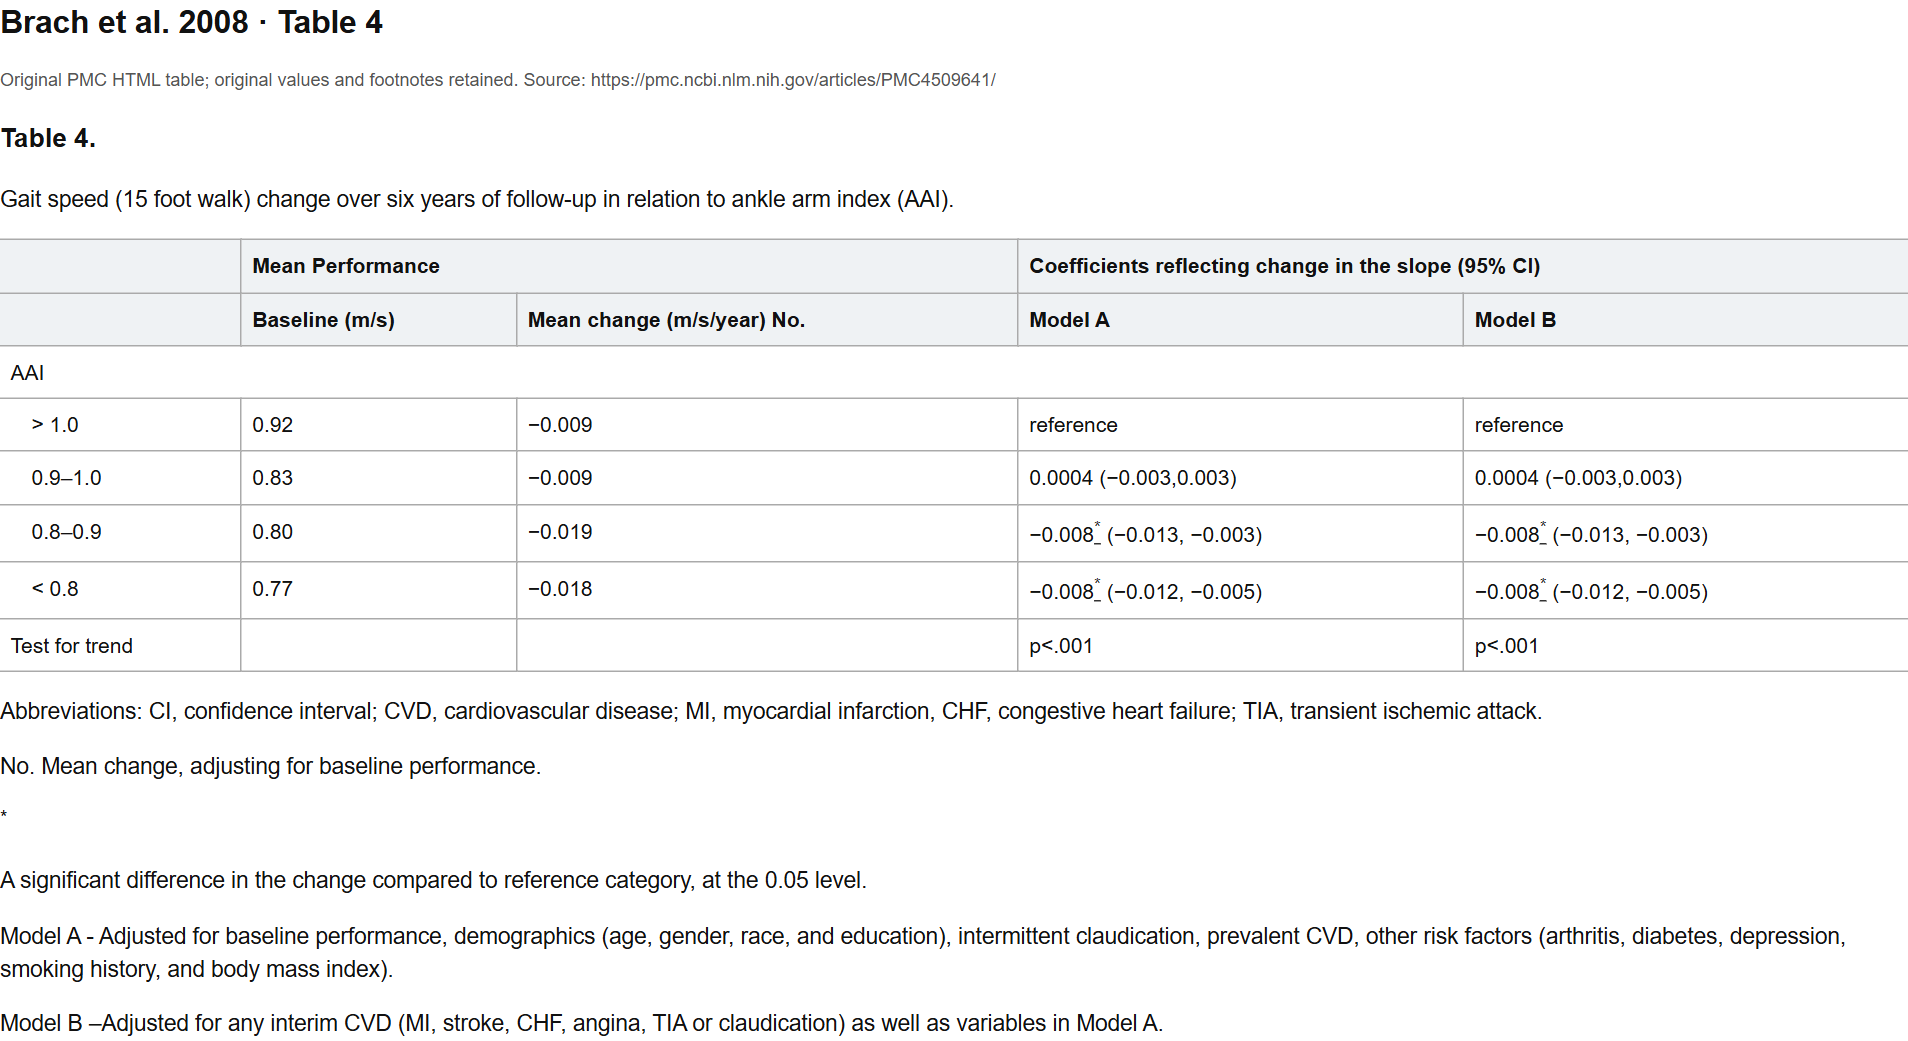 Brach et al. 2008 · Table 4
Original PMC HTML table; original values and footnotes retained. Source: https://pmc.ncbi.nlm.nih.gov/articles/PMC4509641/
Table 4.
Gait speed (15 foot walk) change over six years of follow-up in relation to ankle arm index (AAI).
Mean Performance Coefficients reflecting change in the slope (95% CI)
Baseline (m/s) Mean change (m/s/year) No. Model A Model B
AAI
> 1.0 0.92 −0.009 reference reference
0.9–1.0 0.83 −0.009 0.0004 (−0.003,0.003) 0.0004 (−0.003,0.003)
0.8–0.9 0.80 −0.019 −0.008* (−0.013, −0.003) −0.008* (−0.013, −0.003)
< 0.8 0.77 −0.018 −0.008* (−0.012, −0.005) −0.008* (−0.012, −0.005)
Test for trend p<.001 p<.001
Abbreviations: CI, confidence interval; CVD, cardiovascular disease; MI, myocardial infarction, CHF, congestive heart failure; TIA, transient ischemic attack.
No. Mean change, adjusting for baseline performance.
*
A significant difference in the change compared to reference category, at the 0.05 level.
Model A - Adjusted for baseline performance, demographics (age, gender, race, and education), intermittent claudication, prevalent CVD, other risk factors (arthritis, diabetes, depression,
smoking history, and body mass index).
Model B –Adjusted for any interim CVD (MI, stroke, CHF, angina, TIA or claudication) as well as variables in Model A.